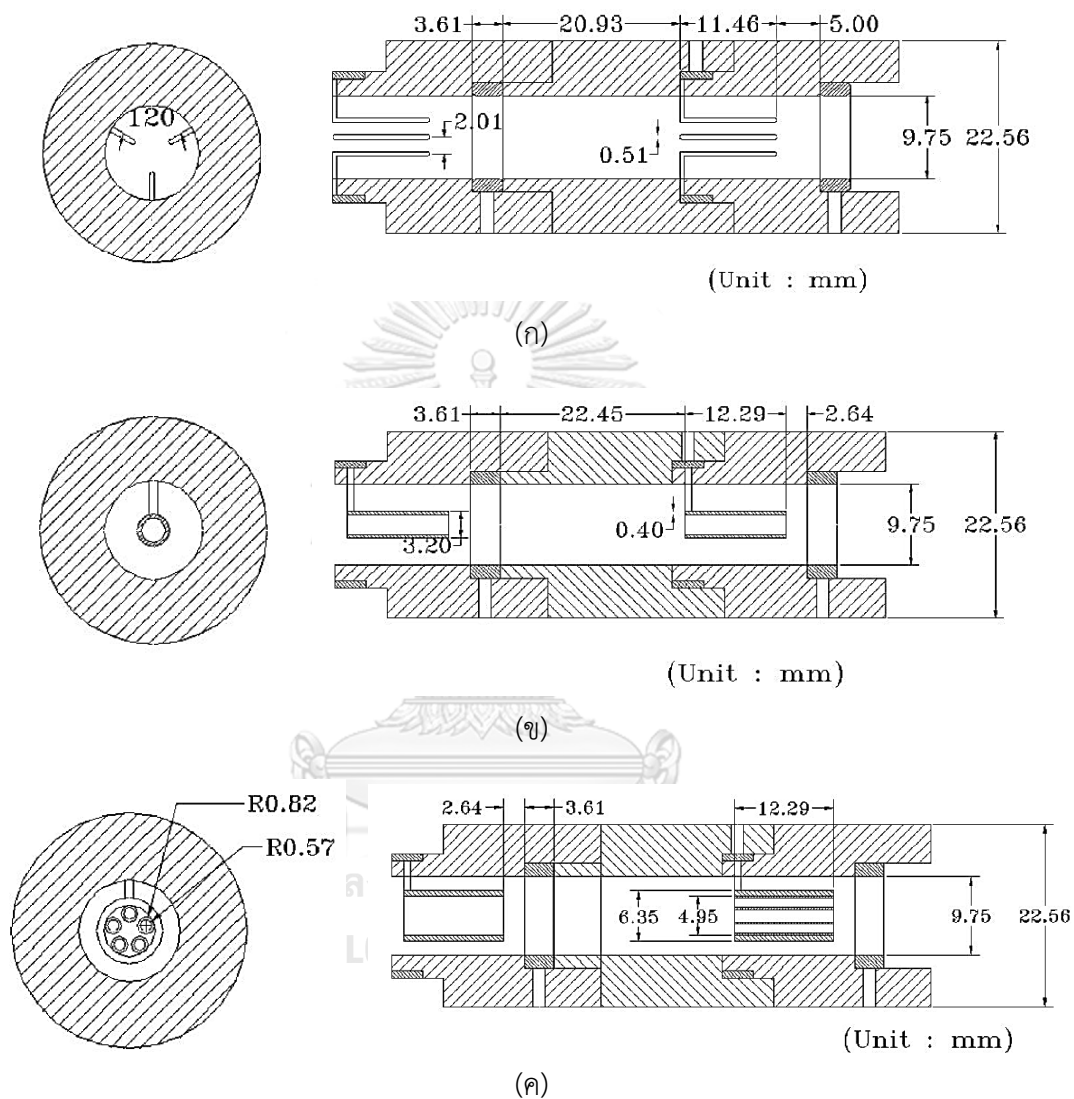 3.61 20.93 11.46 5.00
120
2.01
0.51
9.75 22.56
(Unit : mm)
(ก)
3.61 22.45 12.29 2.64
3.20
0.40
9.75 22.56
(Unit : mm)
(ข)
R0.82
R0.57
2.64 3.61 12.29
6.35 4.95
9.75 22.56
(Unit : mm)
(ค)